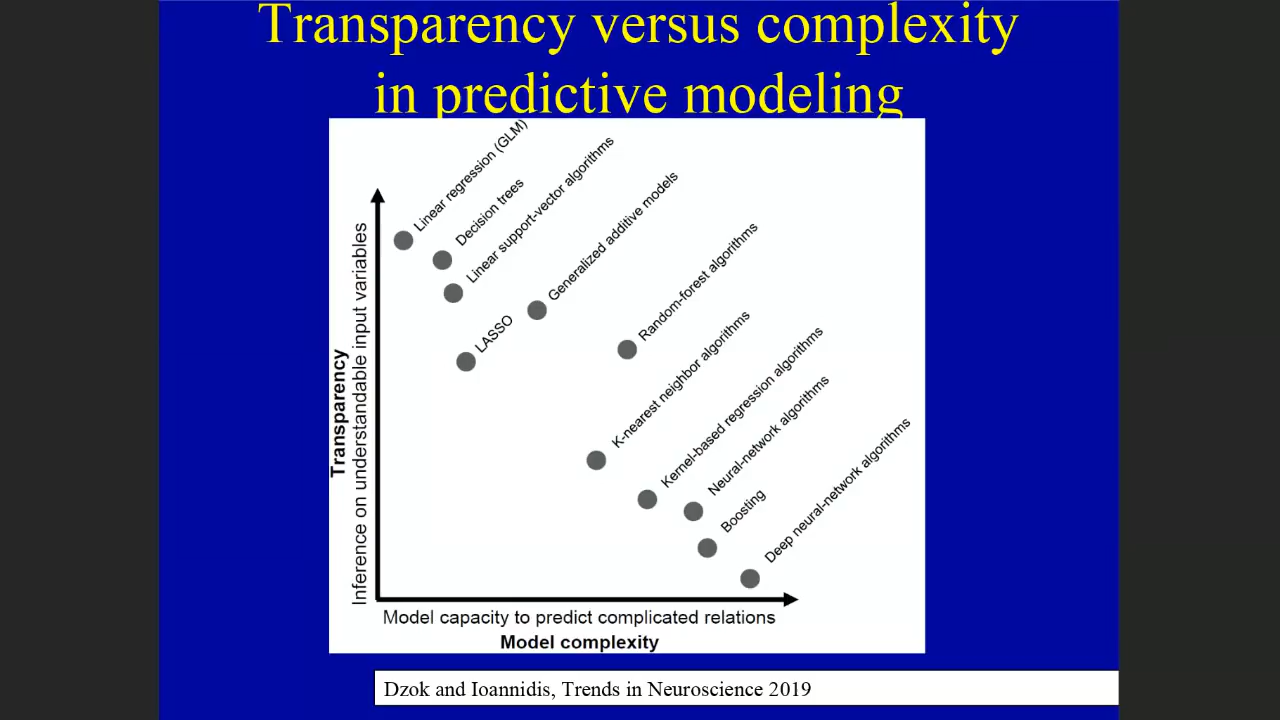 Transparency versus complexity
in predictive modeling
Linear regression (GLM)
Decision trees
Linear support-vector algorithms
Generalized additive models
LASSO
Random-forest algorithms
K-nearest neighbor algorithms
Kernel-based regression algorithms
Neural-network algorithms
Boosting
Deep neural-network algorithms
Transparency
Inference on understandable input variables
Model capacity to predict complicated relations
Model complexity
Dzok and Ioannidis, Trends in Neuroscience 2019